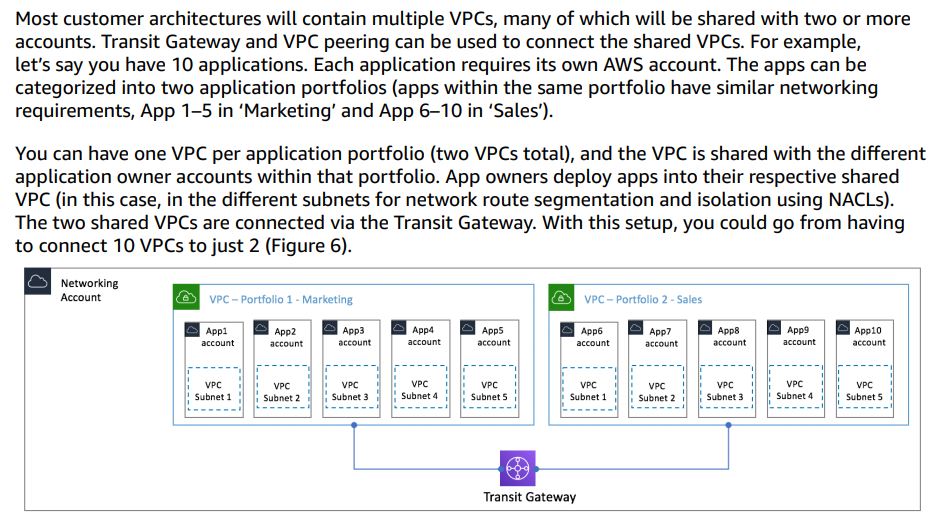 Most customer architectures will contain multiple VPCs, many of which will be shared with two or more
accounts. Transit Gateway and VPC peering can be used to connect the shared VPCs. For example,
let's say you have 10 applications. Each application requires its own AWS account. The apps can be
categorized into two application portfolios (apps within the same portfolio have similar networking
requirements, App 1–5 in 'Marketing' and App 6–10 in 'Sales').
You can have one VPC per application portfolio (two VPCs total), and the VPC is shared with the different
application owner accounts within that portfolio. App owners deploy apps into their respective shared
VPC (in this case, in the different subnets for network route segmentation and isolation using NACLs).
The two shared VPCs are connected via the Transit Gateway. With this setup, you could go from having
to connect 10 VPCs to just 2 (Figure 6).
Networking
Account
VPC – Portfolio 1 - Marketing
App1
account
VPC
Subnet 1
App2
account
VPC
Subnet 2
App3
account
VPC
Subnet 3
App4
account
VPC
Subnet 4
App5
account
VPC
Subnet 5
VPC – Portfolio 2 - Sales
App6
account
VPC
Subnet 1
App7
account
VPC
Subnet 2
App8
account
VPC
Subnet 3
App9
account
VPC
Subnet 4
App10
account
VPC
Subnet 5
Transit Gateway